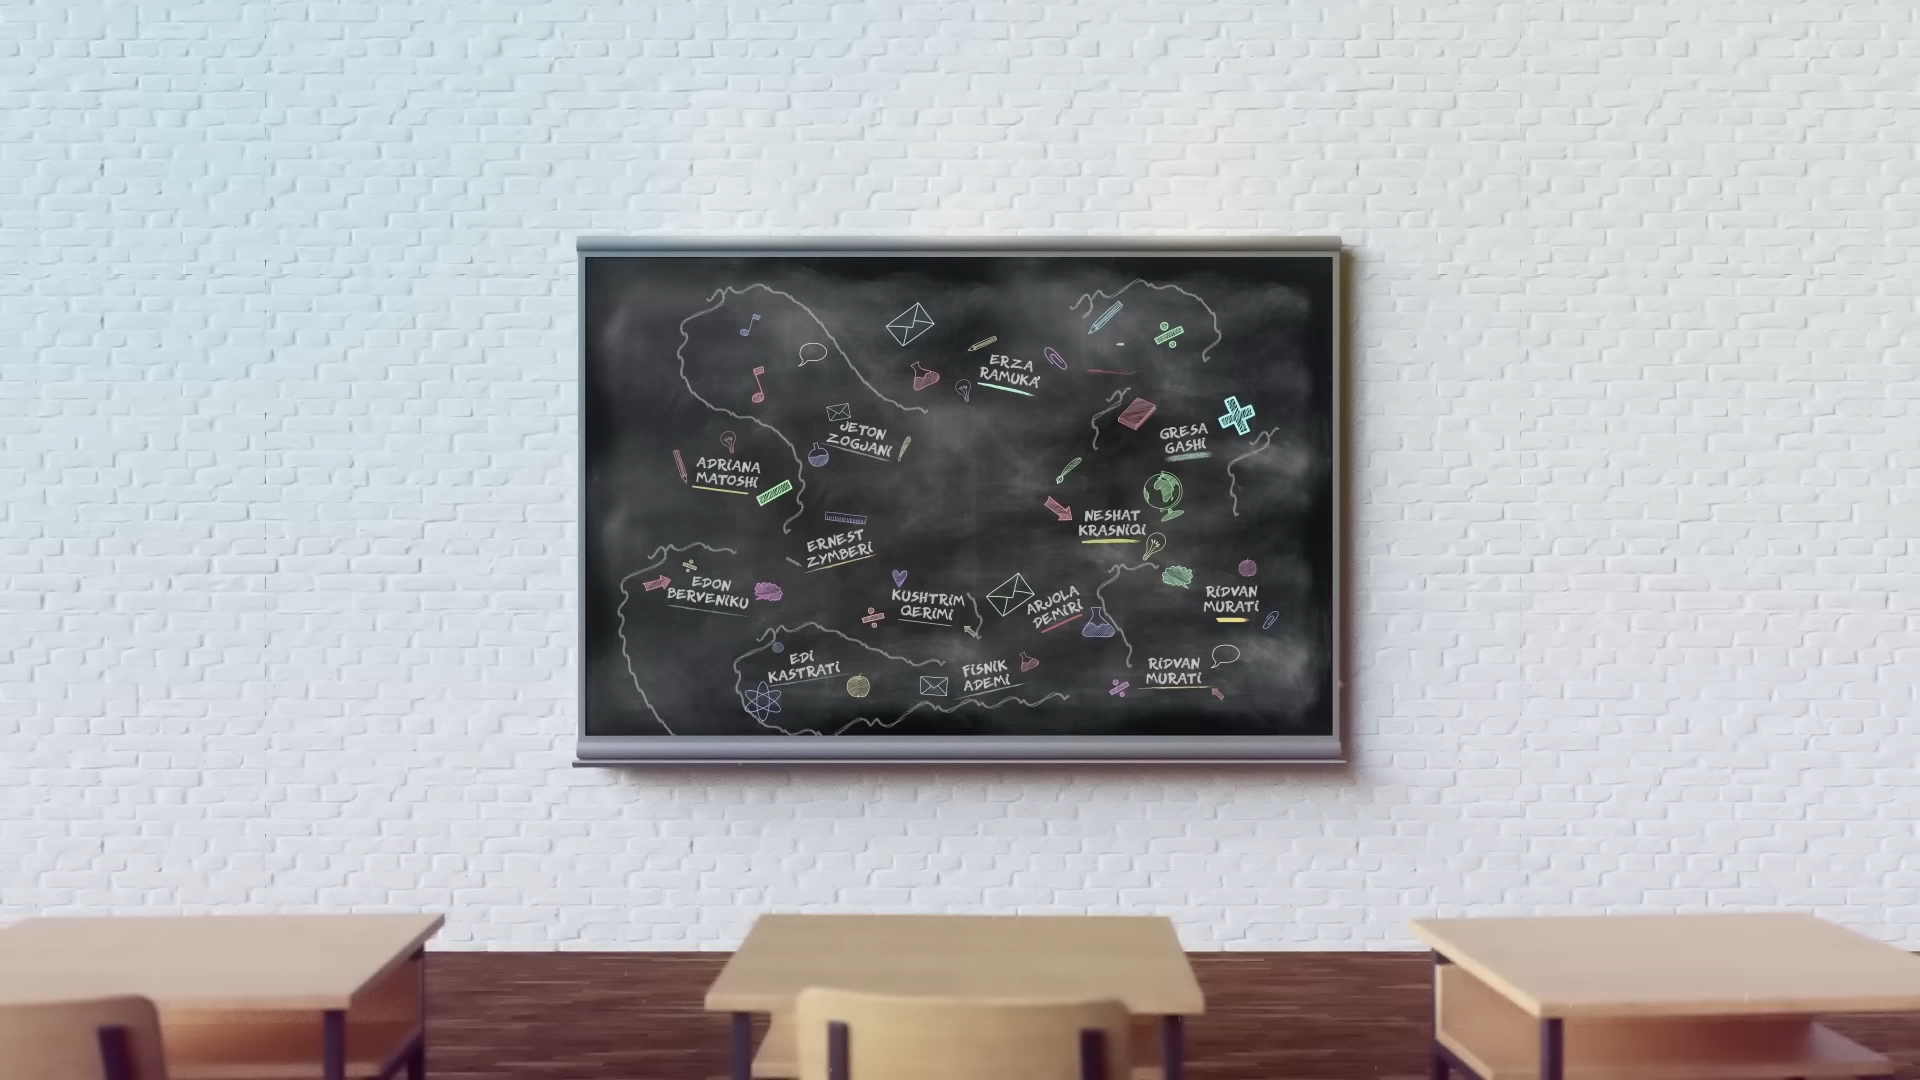 ERZA
RAMUKA
JETON
ZOGJANI
GRESA
GASHI
ADRIANA
MATOSHI
NESHAT
KRASNIQI
ERNEST
ZYMBERI
EDON
BERVENIKU
KUSHTRIM
QERIMI
ARJOLA
DEMIRI
RIDVAN
MURATI
EDI
KASTRATI
FISNIK
ADEMI
RIDVAN
MURATI